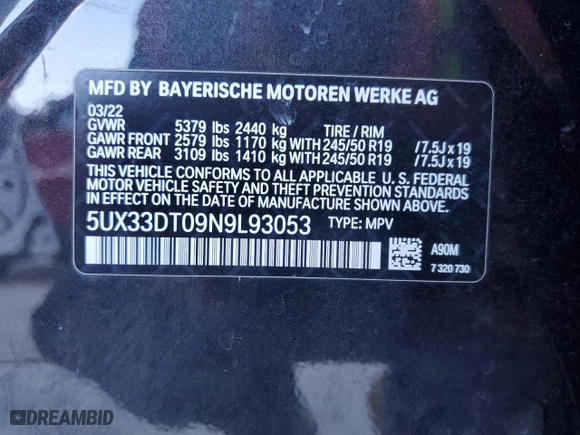 MFD BY BAYERISCHE MOTOREN WERKE AG
03/22
GVWR 5379 lbs 2440 kg TIRE / RIM
GAWR FRONT 2579 lbs 1170 kg WITH 245/50 R19 /7.5J x 19
GAWR REAR 3109 lbs 1410 kg WITH 245/50 R19 /7.5J x 19
THIS VEHICLE CONFORMS TO ALL APPLICABLE U. S. FEDERAL
MOTOR VEHICLE SAFETY AND THEFT PREVENTION STANDARDS
IN EFFECT ON THE DATE OF MANUFACTURE SHOWN ABOVE.
5UX33DT09N9L93053 TYPE: MPV
A90M
7 320 730
DREAMBID